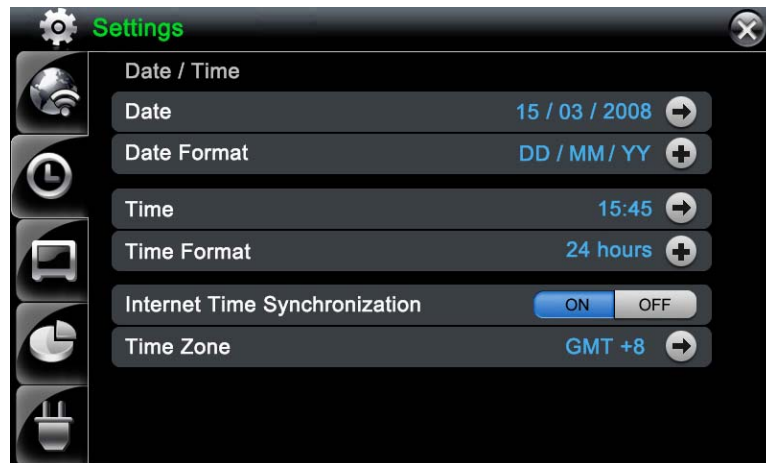 Settings
Date / Time
Date 15 / 03 / 2008
Date Format DD / MM / YY
Time 15:45
Time Format 24 hours
Internet Time Synchronization ON OFF
Time Zone GMT +8